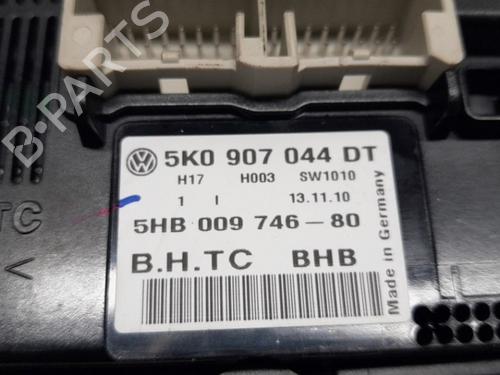 B-PARTS
5K0 907 044 DT
H17 H003 SW1010
1 I 13.11.10
5HB 009 746-80
B.H.TC BHB
Made in Germany
TC
<